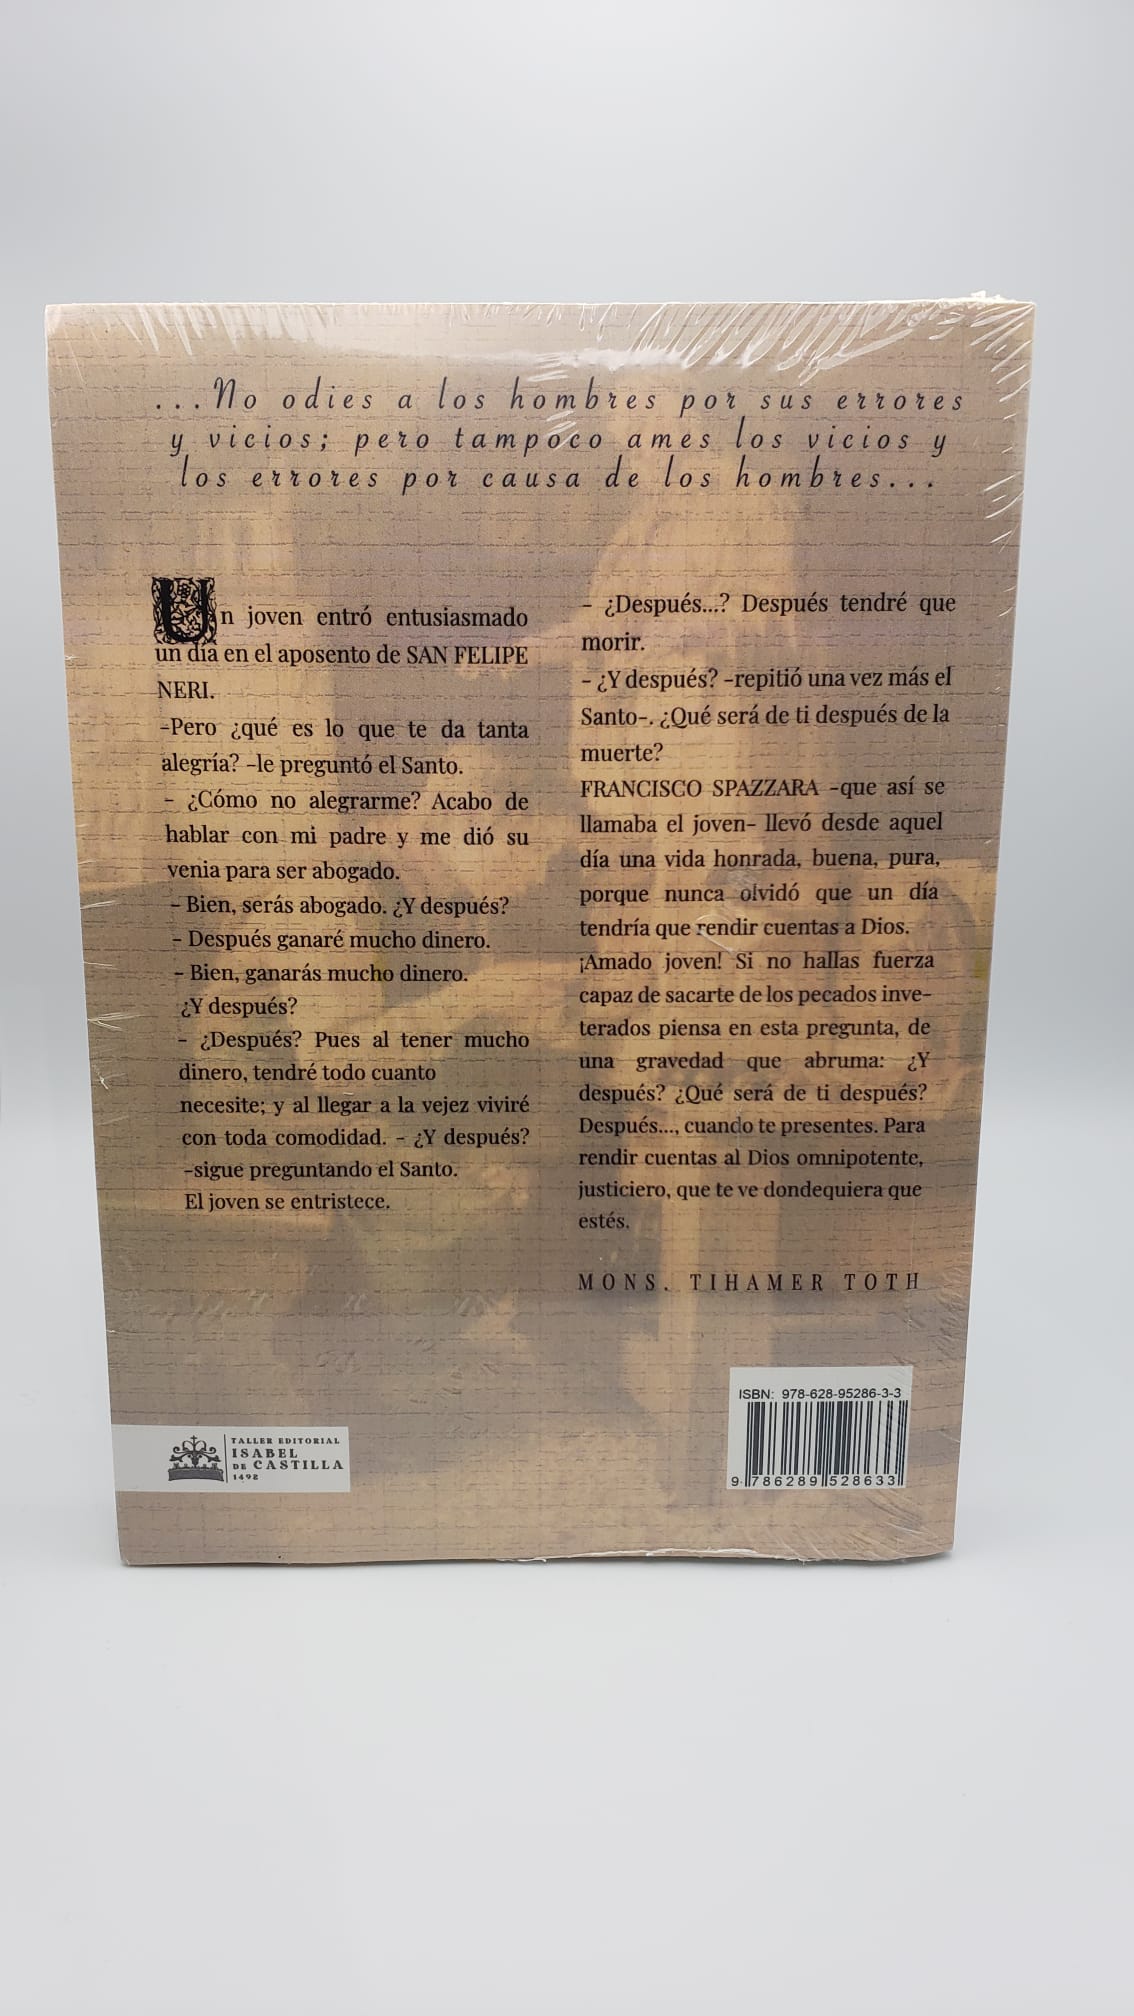 ...No odies a los hombres por sus errores
y vicios; pero tampoco ames los vicios y
los errores por causa de los hombres...
Un joven entró entusiasmado
un día en el aposento de SAN FELIPE
NERI.
-Pero ¿qué es lo que te da tanta
alegría? -le preguntó el Santo.
- ¿Cómo no alegrarme? Acabo de
hablar con mi padre y me dió su
venia para ser abogado.
- Bien, serás abogado. ¿Y después?
- Después ganaré mucho dinero.
- Bien, ganarás mucho dinero.
¿Y después?
- ¿Después? Pues al tener mucho
dinero, tendré todo cuanto
necesite; y al llegar a la vejez viviré
con toda comodidad. - ¿Y después?
-sigue preguntando el Santo.
El joven se entristece.
- ¿Después...? Después tendré que
morir.
- ¿Y después? -repitió una vez más el
Santo-. ¿Qué será de ti después de la
muerte?
FRANCISCO SPAZZARA -que así se
llamaba el joven- llevó desde aquel
día una vida honrada, buena, pura,
porque nunca olvidó que un día
tendría que rendir cuentas a Dios.
¡Amado joven! Si no hallas fuerza
capaz de sacarte de los pecados inve-
terados piensa en esta pregunta, de
una gravedad que abruma: ¿Y
después? ¿Qué será de ti después?
Después..., cuando te presentes. Para
rendir cuentas al Dios omnipotente,
justiciero, que te ve dondequiera que
estés.
MONS. TIHAMER TOTH
TALLER EDITORIAL
ISABEL
DE CASTILLA
1492
ISBN: 978-628-95286-3-3
9 786289 528633